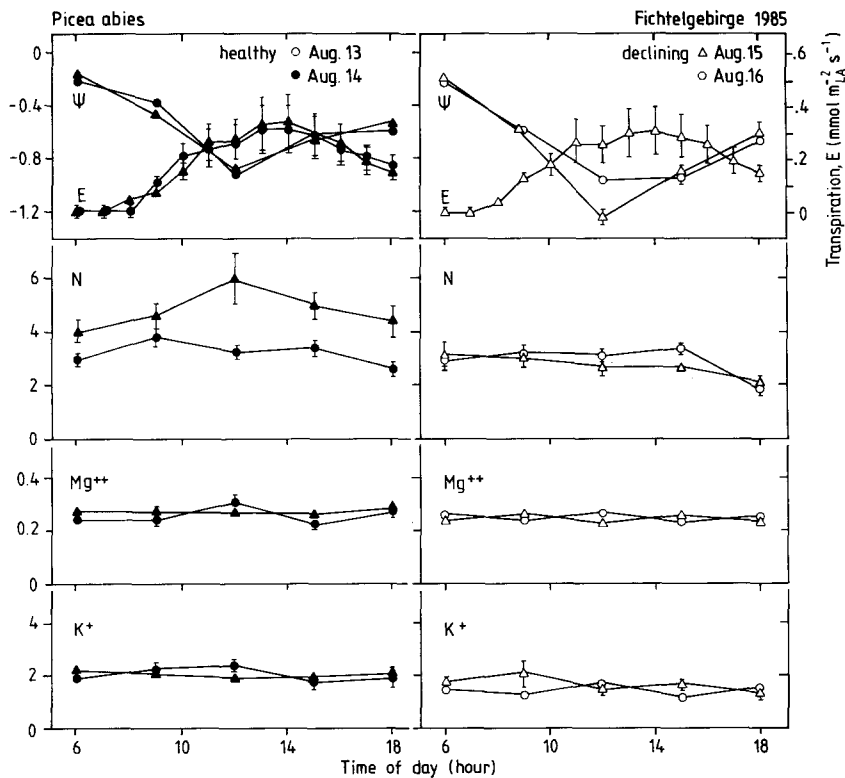 Picea abies
Fichtelgebirge 1985
healthy ○ Aug. 13
● Aug. 14
declining △ Aug.15
○ Aug.16
0
-0.4
-0.8
-1.2
Ψ
E
Ψ
E
.6
.4
.2
0
Transpiration, E (mmol m⁻²LA s⁻¹)
N
6
4
2
0
N
Mg++
0.4
0.2
0
Mg++
K+
4
2
0
K+
6 10 14 18
6 10 14 18
Time of day (hour)